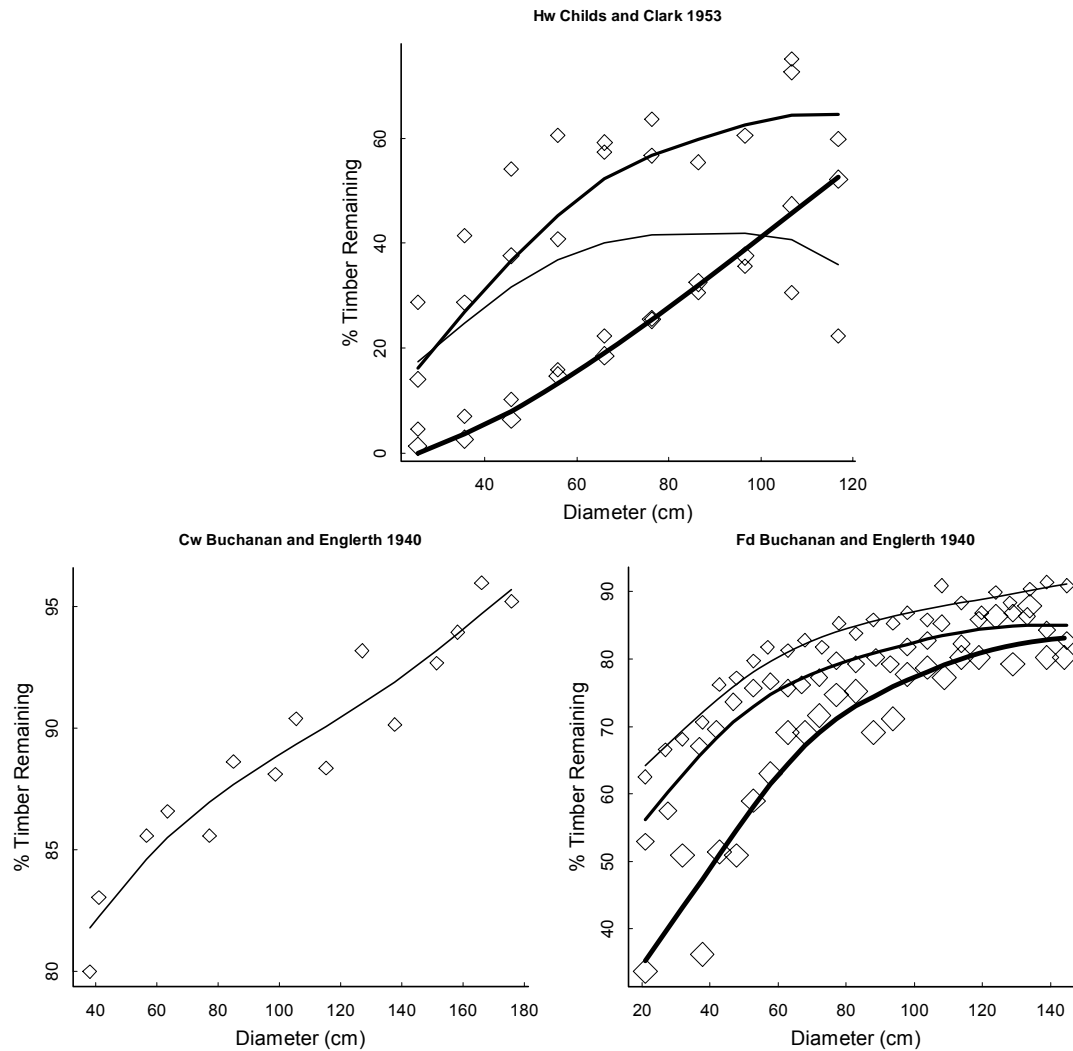 Hw Childs and Clark 1953
% Timber Remaining
60
40
20
0
40 60 80 100 120
Diameter (cm)
Cw Buchanan and Englerth 1940
% Timber Remaining
95
90
85
80
40 60 80 100 120 140 160 180
Diameter (cm)
Fd Buchanan and Englerth 1940
% Timber Remaining
90
80
70
60
50
40
20 40 60 80 100 120 140
Diameter (cm)